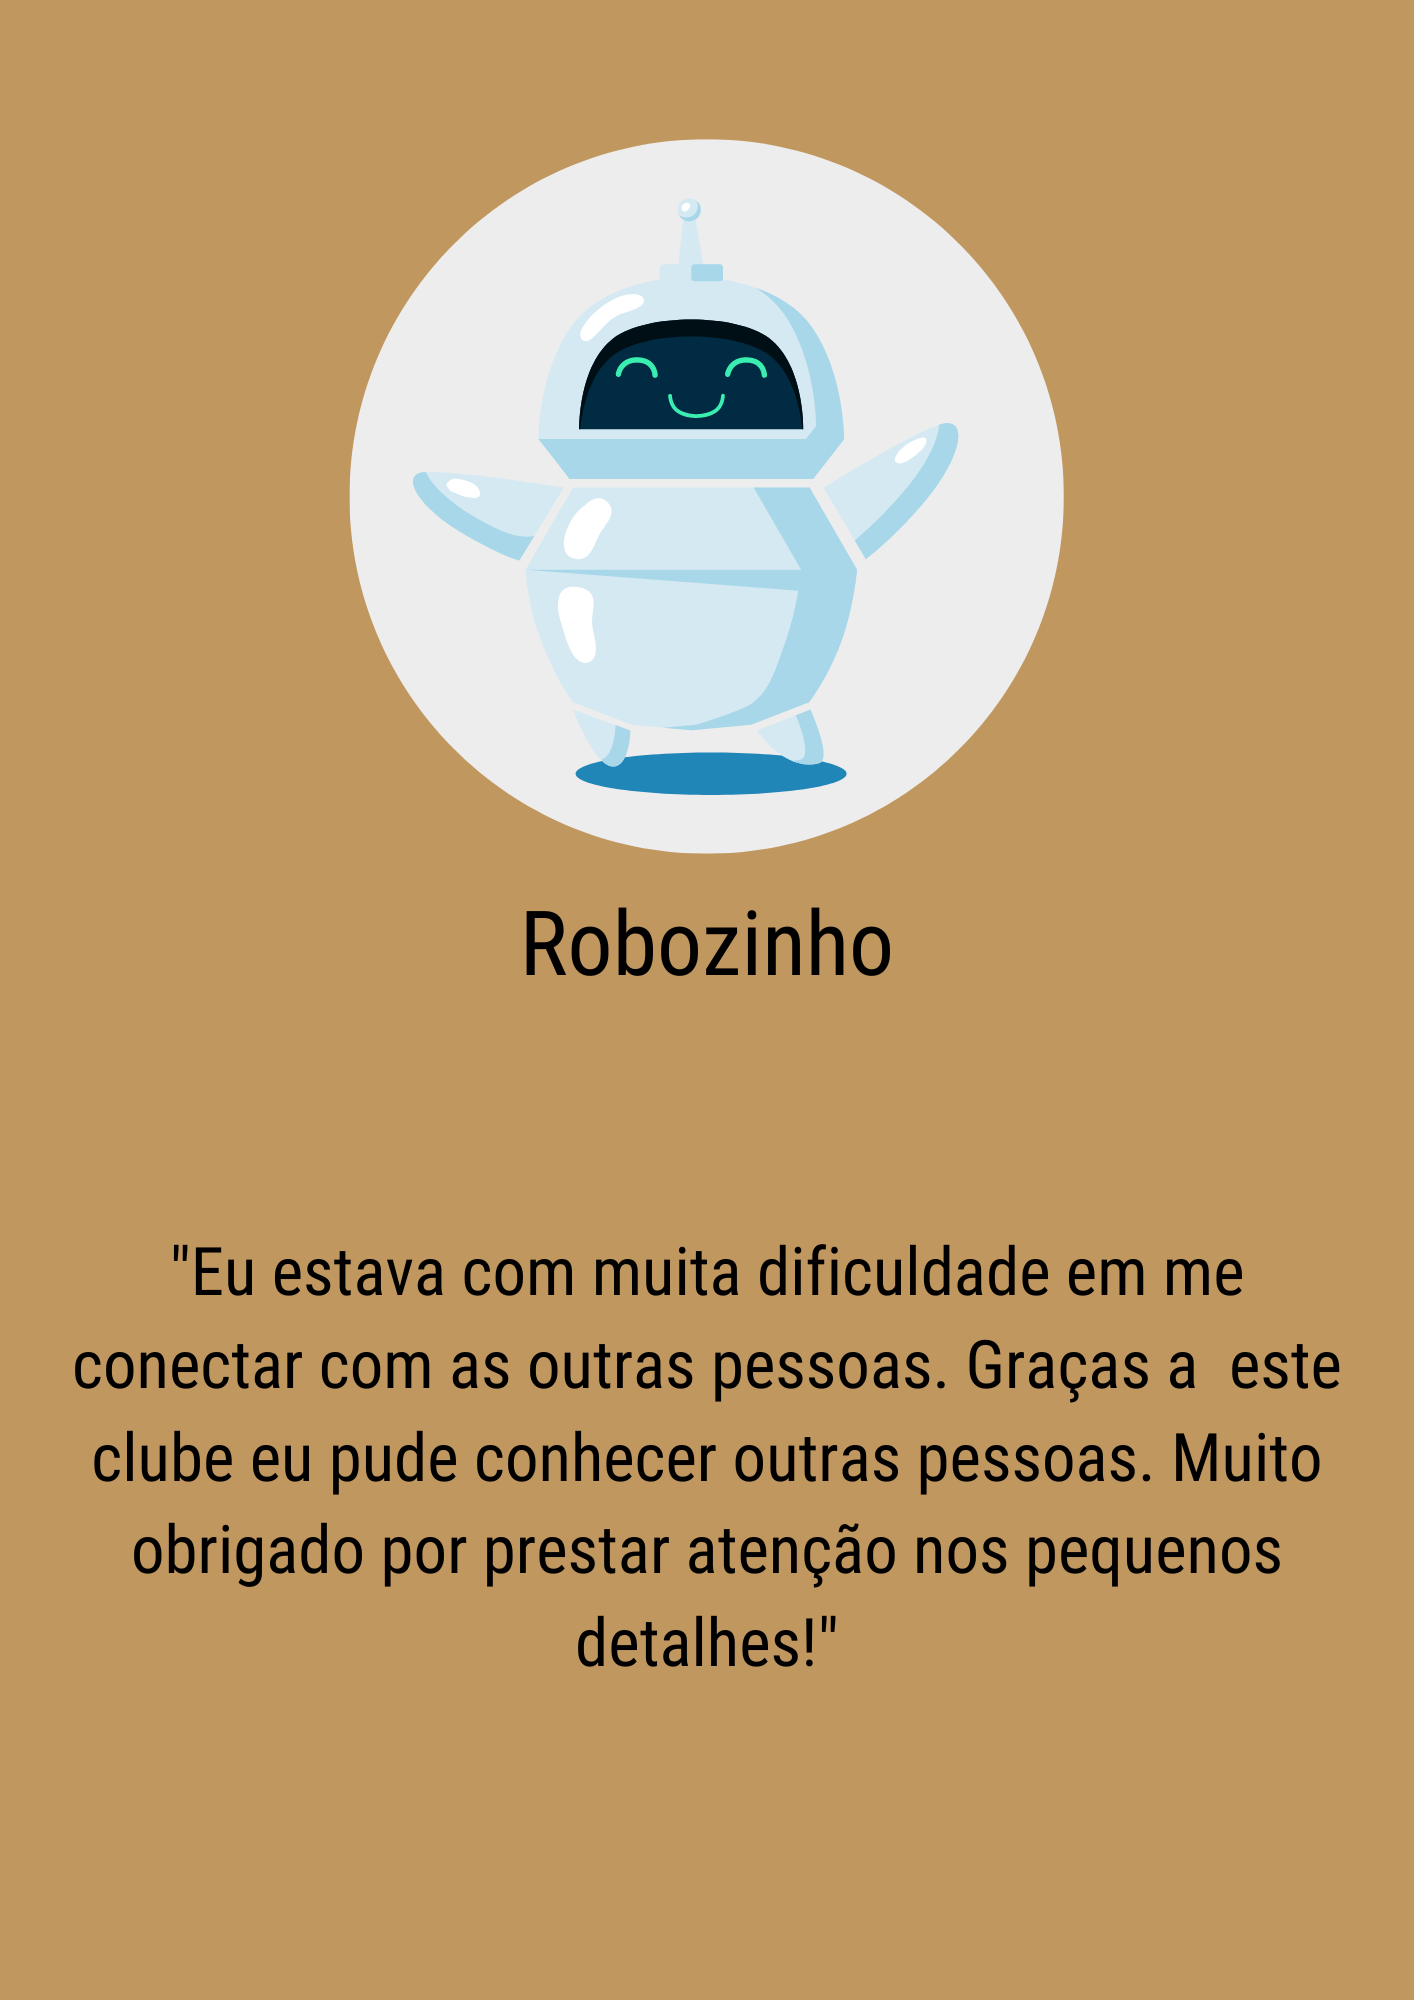 Robozinho
"Eu estava com muita dificuldade em me
conectar com as outras pessoas. Graças a  este
clube eu pude conhecer outras pessoas. Muito
obrigado por prestar atenção nos pequenos
detalhes!"